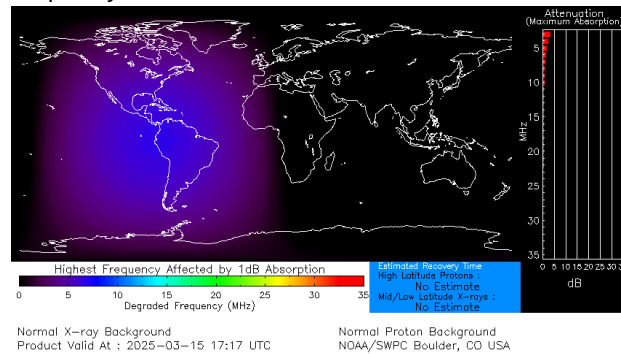 Attenuation
(Maximum Absorption)
5
10
15
20
25
30
35
MHz
0 5 10 15 20 25 30
dB
Highest Frequency Affected by 1dB Absorption
0 5 10 15 20 25 30 35
Degraded Frequency (MHz)
Estimated Recovery Time
High Latitude Protons :
No Estimate
Mid/Low Latitude X-rays :
No Estimate
Normal X-ray Background
Normal Proton Background
Product Valid At : 2025-03-15 17:17 UTC
NOAA/SWPC Boulder, CO USA